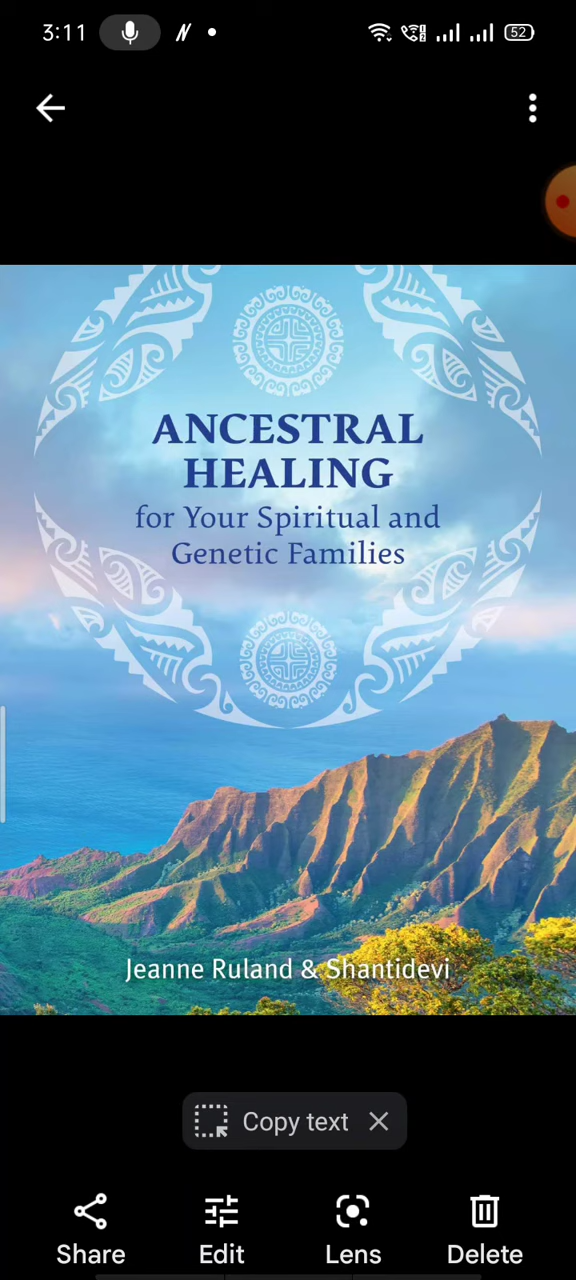 3:11
52
ANCESTRAL
HEALING
for Your Spiritual and
Genetic Families
Jeanne Ruland & Shantidevi
Copy text
Share
Edit
Lens
Delete